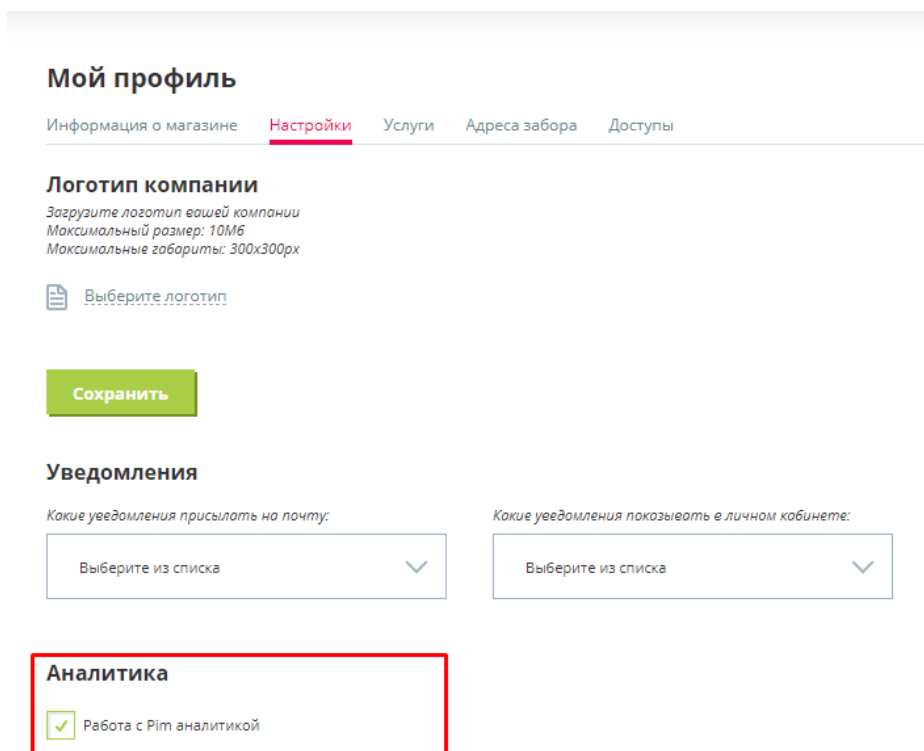 Мой профиль
Информация о магазине Настройки Услуги Адреса забора Доступы
Логотип компании
Загрузите логотип вашей компании
Максимальный размер: 10Мб
Максимальные габариты: 300х300рх
Выберите логотип
Сохранить
Уведомления
Какие уведомления присылать на почту: Какие уведомления показывать в личном кабинете:
Выберите из списка Выберите из списка
Аналитика
Работа с Pim аналитикой